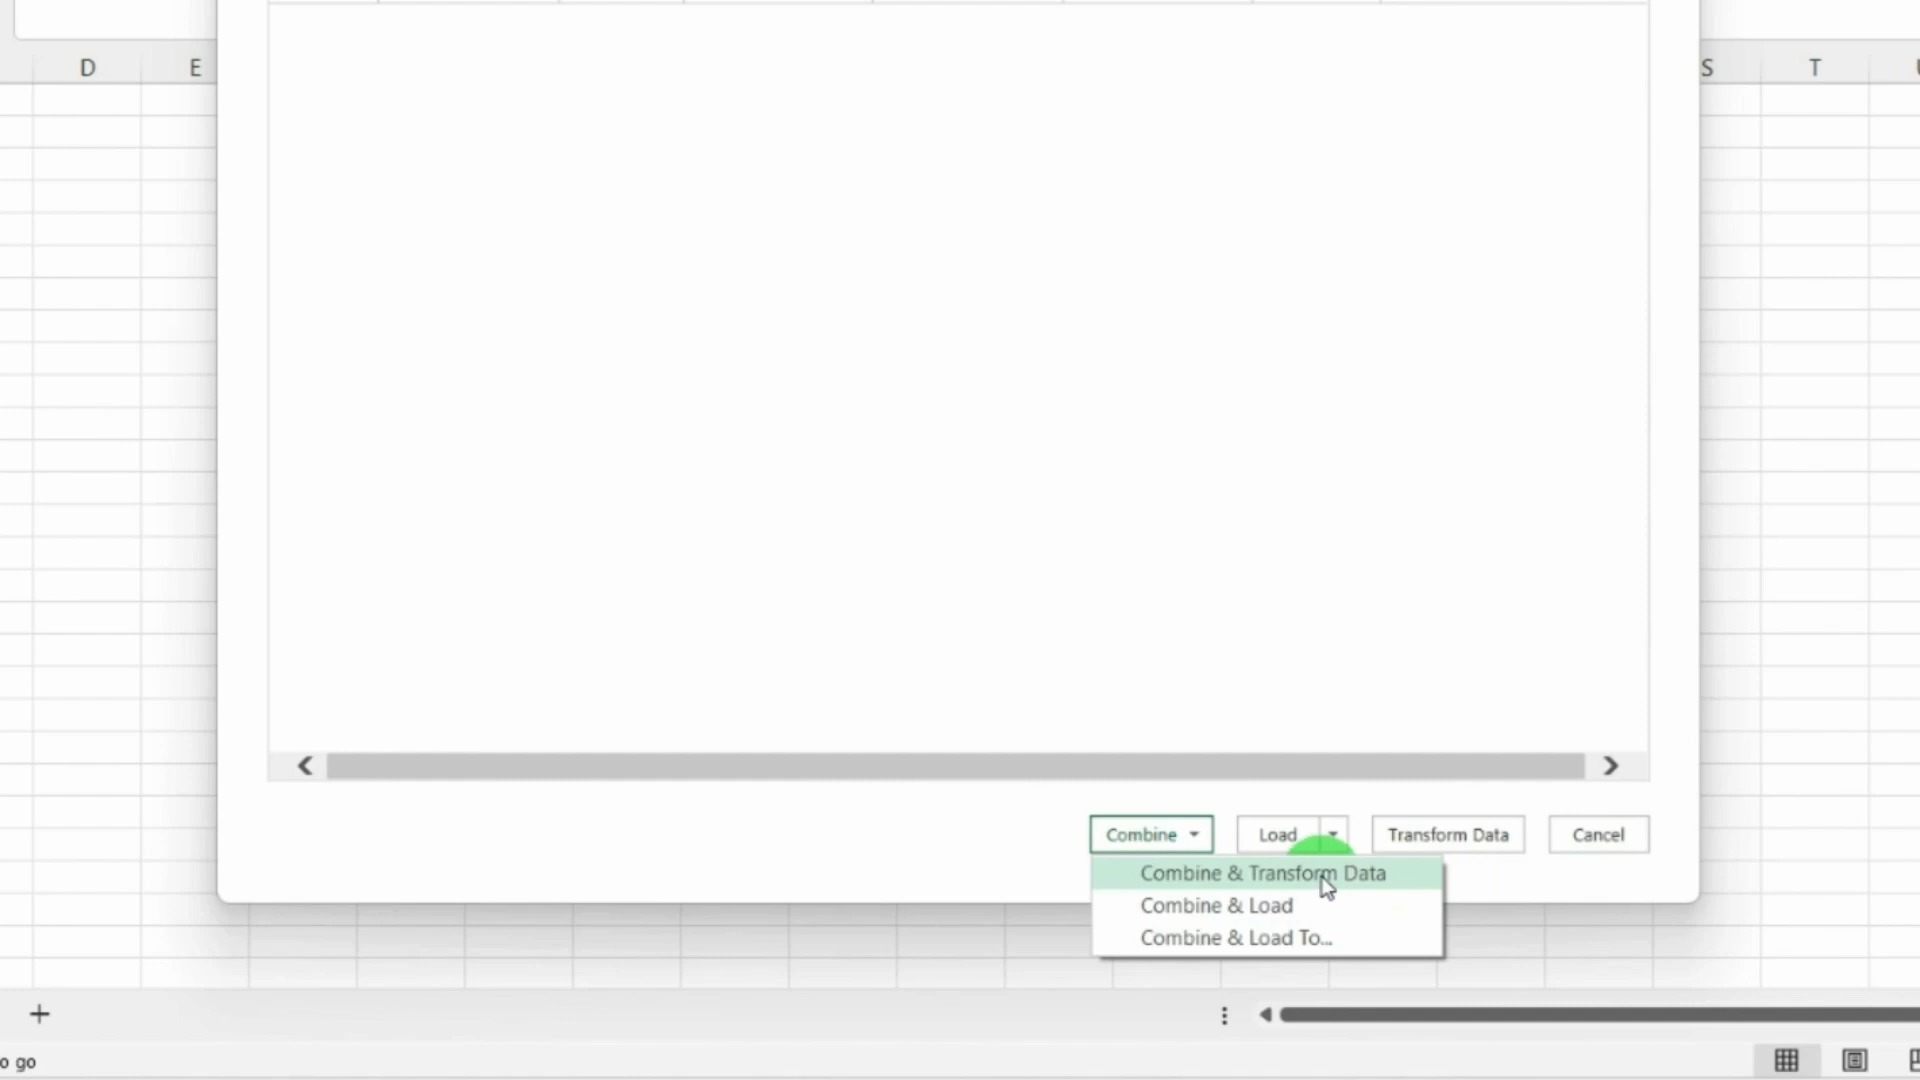 D E S T
Combine Load Transform Data Cancel
Combine & Transform Data
Combine & Load
Combine & Load To...
o go